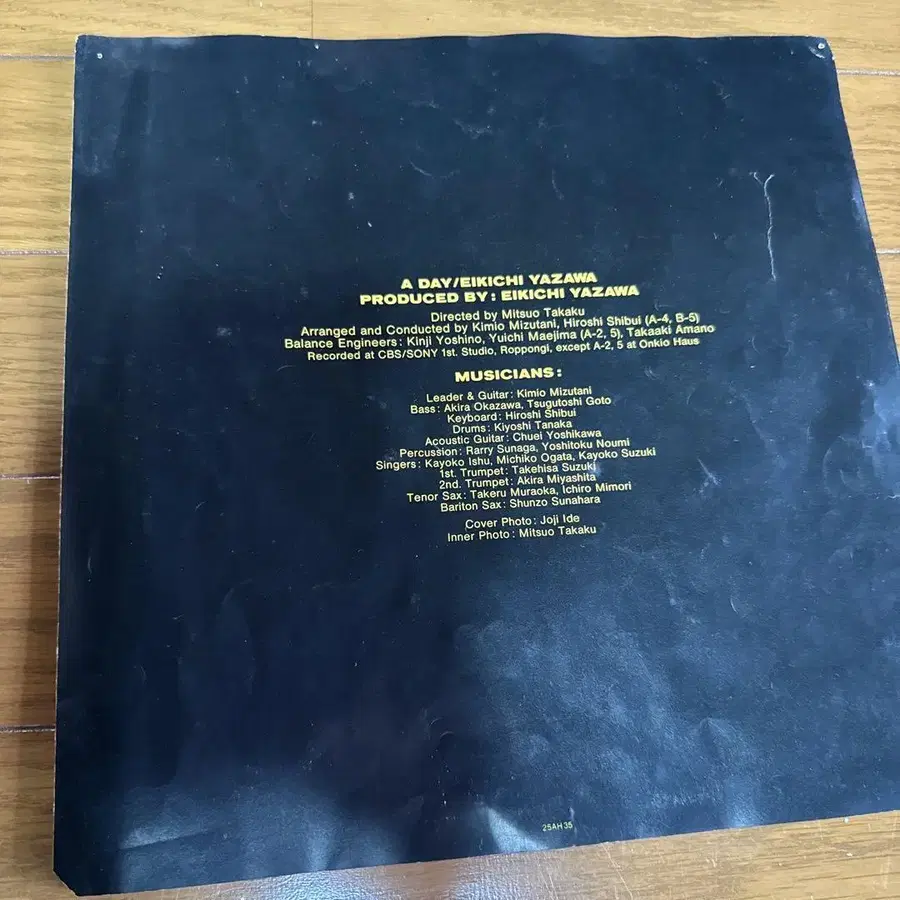 A DAY/EIKICHI YAZAWA
PRODUCED BY: EIKICHI YAZAWA
Directed by Mitsuo Takaku
Arranged and Conducted by Kimio Mizutani, Hiroshi Shibui (A-4, B-5)
Balance Engineers: Kinji Yoshino, Yuichi Maejima (A-2, 5), Takaaki Amano
Recorded at CBS/SONY 1st. Studio, Roppongi, except A-2, 5 at Onkio Haus
MUSICIANS:
Leader & Guitar: Kimio Mizutani
Bass: Akira Okazawa, Tsugutoshi Goto
Keyboard: Hiroshi Shibui
Drums: Kiyoshi Tanaka
Acoustic Guitar: Chuei Yoshikawa
Percussion: Rarry Sunaga, Yoshitoku Noumi
Singers: Kayoko Ishu, Michiko Ogata, Kayoko Suzuki
1st. Trumpet: Takehisa Suzuki
2nd. Trumpet: Akira Miyashita
Tenor Sax: Takeru Muraoka, Ichiro Mimori
Bariton Sax: Shunzo Sunahara
Cover Photo: Joji Ide
Inner Photo: Mitsuo Takaku
25AH 35